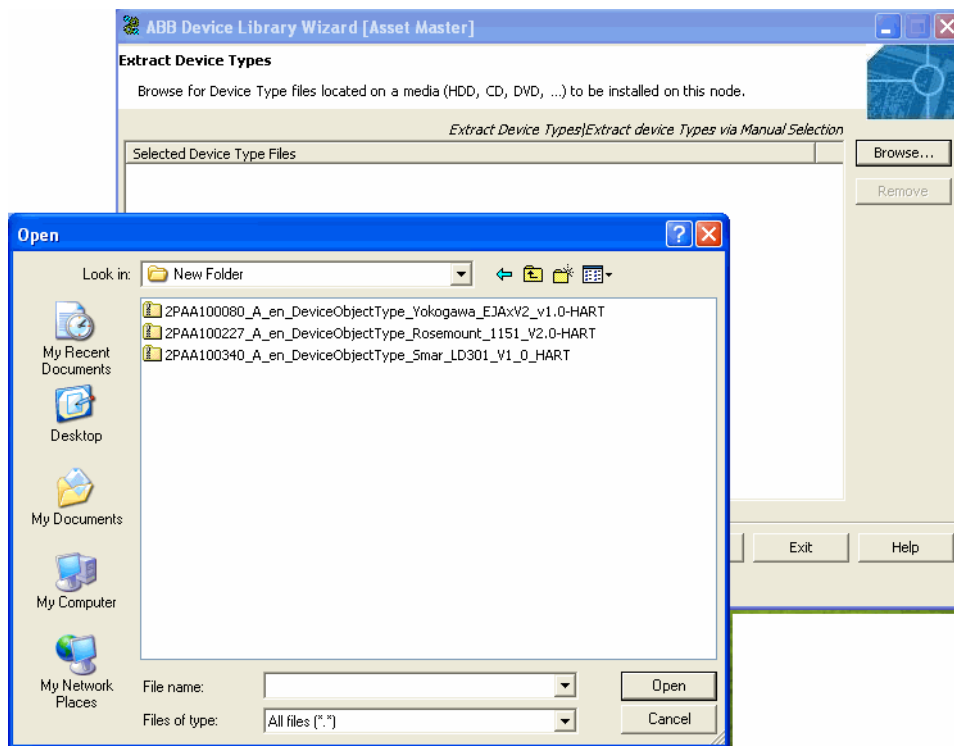 ABB Device Library Wizard [Asset Master]
Extract Device Types
Browse for Device Type files located on a media (HDD, CD, DVD, ...) to be installed on this node.
Extract Device Types|Extract device Types via Manual Selection
Selected Device Type Files
Browse...
Remove
Open
Look in:
New Folder
2PAA100080_A_en_DeviceObjectType_Yokogawa_EJAxV2_v1.0-HART
2PAA100227_A_en_DeviceObjectType_Rosemount_1151_V2.0-HART
2PAA100340_A_en_DeviceObjectType_Smar_LD301_V1_0_HART
My Recent
Documents
Desktop
My Documents
My Computer
My Network
Places
File name:
Open
Files of type:
All files (*.*)
Cancel
Exit
Help